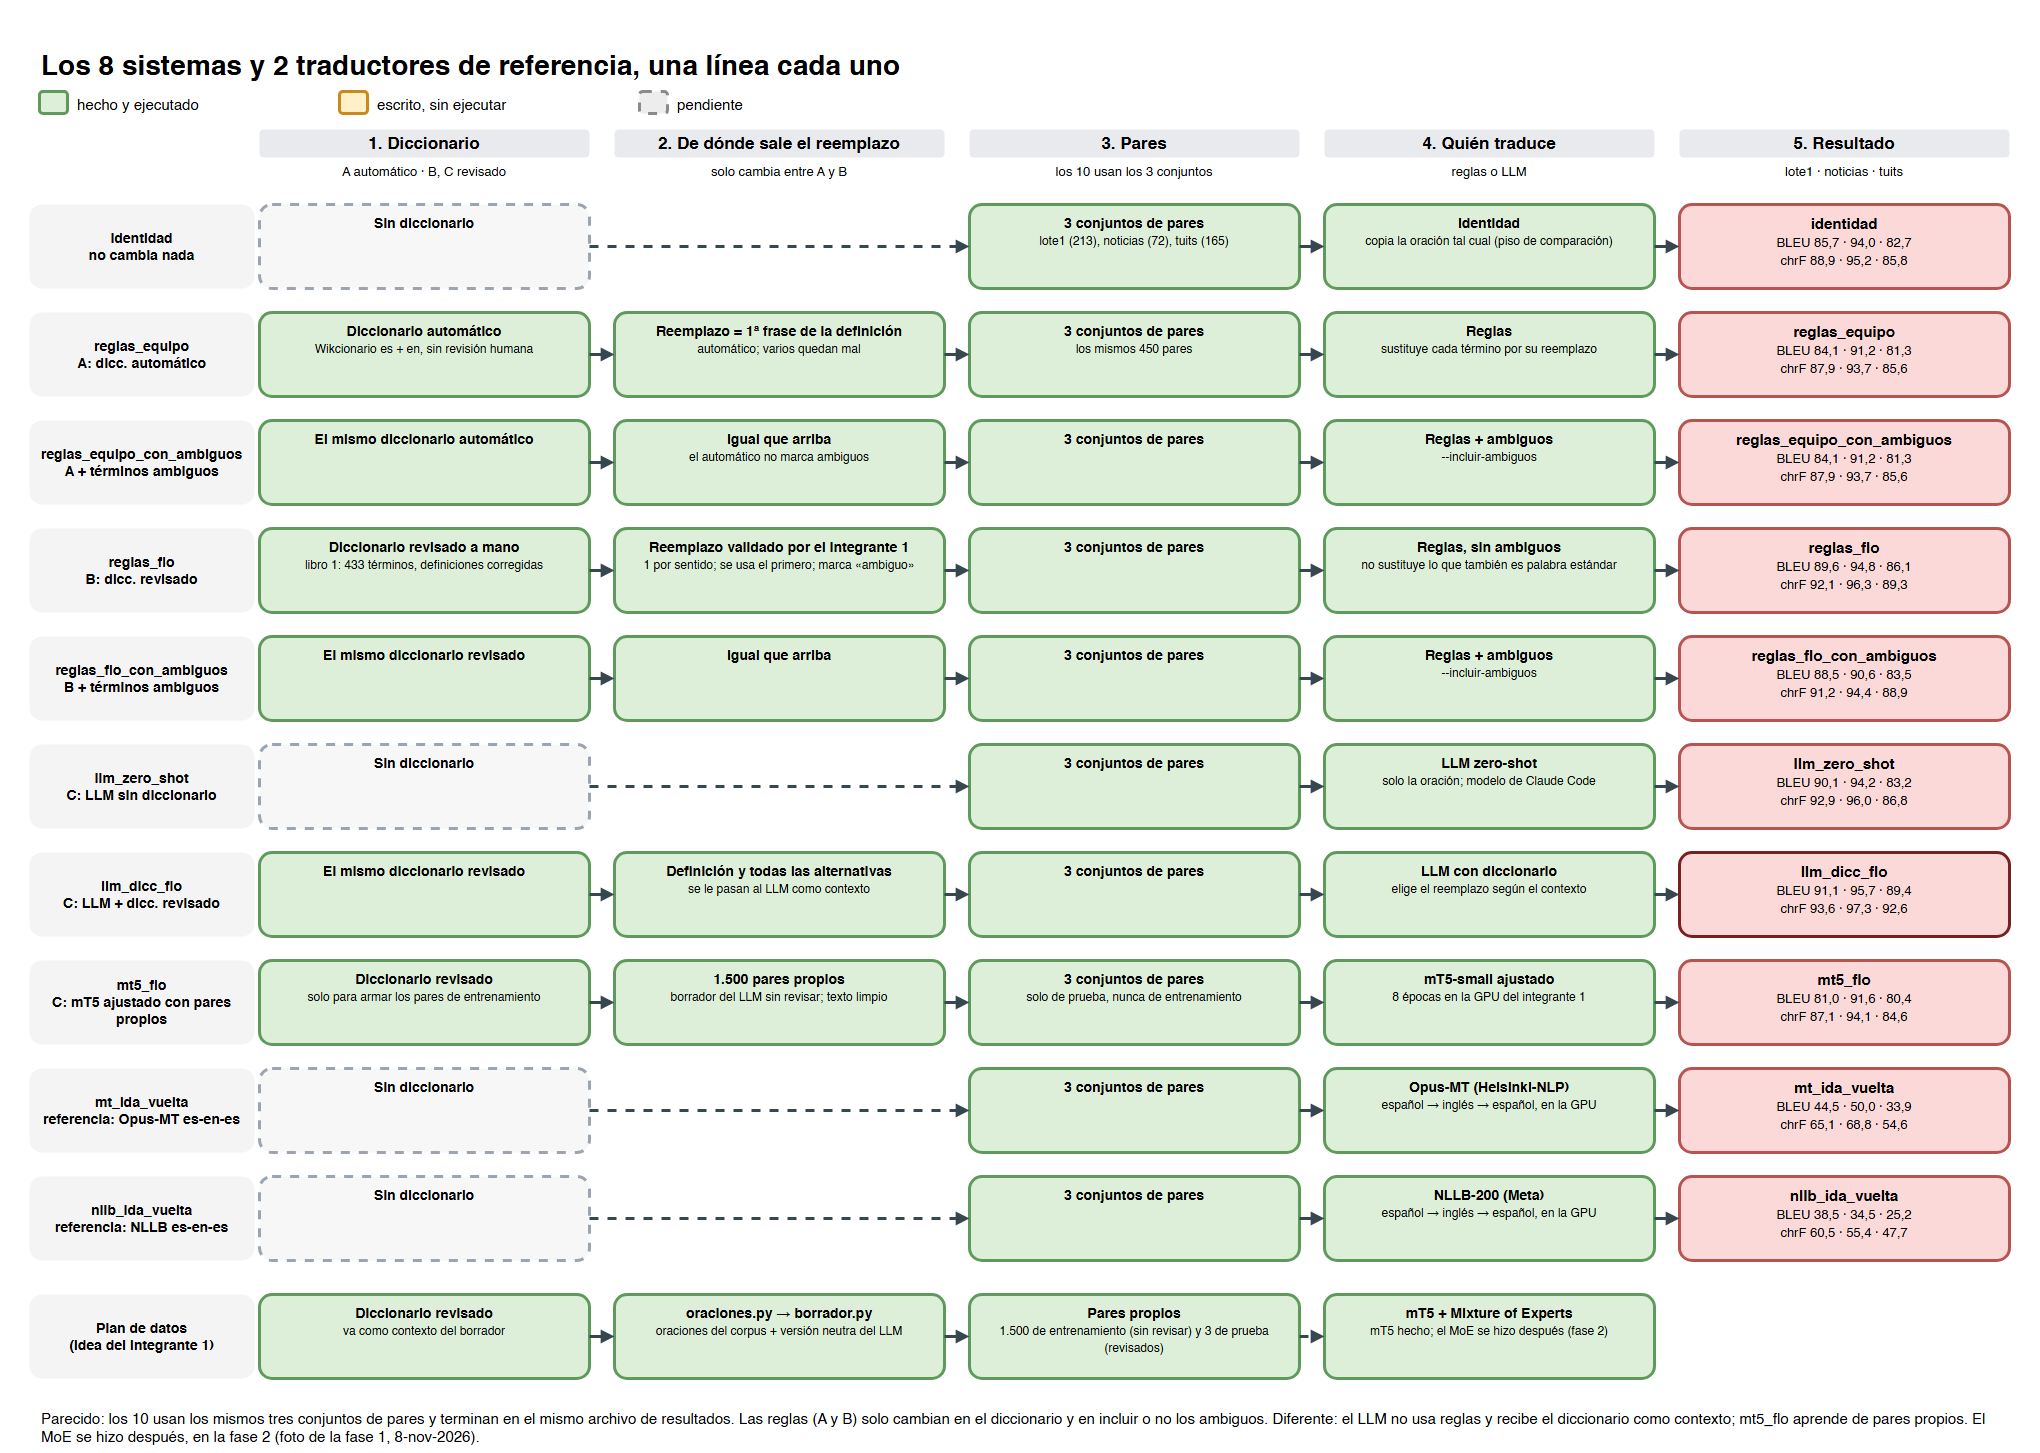 Los 8 sistemas y 2 traductores de referencia, una línea cada uno
hecho y ejecutado
escrito, sin ejecutar
pendiente
1. Diccionario
2. De dónde sale el reemplazo
3. Pares
4. Quién traduce
5. Resultado
A automático · B, C revisado
solo cambia entre A y B
los 10 usan los 3 conjuntos
reglas o LLM
lote1 · noticias · tuits
identidad
no cambia nada
Sin diccionario
3 conjuntos de pares
lote1 (213), noticias (72), tuits (165)
Identidad
copia la oración tal cual (piso de comparación)
identidad
BLEU 85,7 · 94,0 · 82,7
chrF 88,9 · 95,2 · 85,8
reglas_equipo
A: dicc. automático
Diccionario automático
Wikcionario es + en, sin revisión humana
Reemplazo = 1ª frase de la definición
automático; varios quedan mal
3 conjuntos de pares
los mismos 450 pares
Reglas
sustituye cada término por su reemplazo
reglas_equipo
BLEU 84,1 · 91,2 · 81,3
chrF 87,9 · 93,7 · 85,6
reglas_equipo_con_ambiguos
A + términos ambiguos
El mismo diccionario automático
Igual que arriba
el automático no marca ambiguos
3 conjuntos de pares
Reglas + ambiguos
--incluir-ambiguos
reglas_equipo_con_ambiguos
BLEU 84,1 · 91,2 · 81,3
chrF 87,9 · 93,7 · 85,6
reglas_flo
B: dicc. revisado
Diccionario revisado a mano
libro 1: 433 términos, definiciones corregidas
Reemplazo validado por el Integrante 1
1 por sentido; se usa el primero; marca «ambiguo»
3 conjuntos de pares
Reglas, sin ambiguos
no sustituye lo que también es palabra estándar
reglas_flo
BLEU 89,6 · 94,8 · 86,1
chrF 92,1 · 96,3 · 89,3
reglas_flo_con_ambiguos
B + términos ambiguos
El mismo diccionario revisado
Igual que arriba
3 conjuntos de pares
Reglas + ambiguos
--incluir-ambiguos
reglas_flo_con_ambiguos
BLEU 88,5 · 90,6 · 83,5
chrF 91,2 · 94,4 · 88,9
llm_zero_shot
C: LLM sin diccionario
Sin diccionario
3 conjuntos de pares
LLM zero-shot
solo la oración; modelo de Claude Code
llm_zero_shot
BLEU 90,1 · 94,2 · 83,2
chrF 92,9 · 96,0 · 86,8
llm_dicc_flo
C: LLM + dicc. revisado
El mismo diccionario revisado
Definición y todas las alternativas
se le pasan al LLM como contexto
3 conjuntos de pares
LLM con diccionario
elige el reemplazo según el contexto
llm_dicc_flo
BLEU 91,1 · 95,7 · 89,4
chrF 93,6 · 97,3 · 92,6
mt5_flo
C: mT5 ajustado con pares
propios
Diccionario revisado
solo para armar los pares de entrenamiento
1.500 pares propios
borrador del LLM sin revisar; texto limpio
3 conjuntos de pares
solo de prueba, nunca de entrenamiento
mT5-small ajustado
8 épocas en la GPU del integrante 1
mt5_flo
BLEU 81,0 · 91,6 · 80,4
chrF 87,1 · 94,1 · 84,6
mt_ida_vuelta
referencia: Opus-MT es-en-es
Sin diccionario
3 conjuntos de pares
Opus-MT (Helsinki-NLP)
español → inglés → español, en la GPU
mt_ida_vuelta
BLEU 44,5 · 50,0 · 33,9
chrF 65,1 · 68,8 · 54,6
nllb_ida_vuelta
referencia: NLLB es-en-es
Sin diccionario
3 conjuntos de pares
NLLB-200 (Meta)
español → inglés → español, en la GPU
nllb_ida_vuelta
BLEU 38,5 · 34,5 · 25,2
chrF 60,5 · 55,4 · 47,7
Plan de datos
(idea del Integrante 1)
Diccionario revisado
va como contexto del borrador
oraciones.py → borrador.py
oraciones del corpus + versión neutra del LLM
Pares propios
1.500 de entrenamiento (sin revisar) y 3 de prueba
(revisados)
mT5 + Mixture of Experts
mT5 hecho; el MoE se hizo después (fase 2)
Parecido: los 10 usan los mismos tres conjuntos de pares y terminan en el mismo archivo de resultados. Las reglas (A y B) solo cambian en el diccionario y en incluir o no los ambiguos. Diferente: el LLM no usa reglas y recibe el diccionario como contexto; mt5_flo aprende de pares propios. El
MoE se hizo después, en la fase 2 (foto de la fase 1, 8-nov-2026).